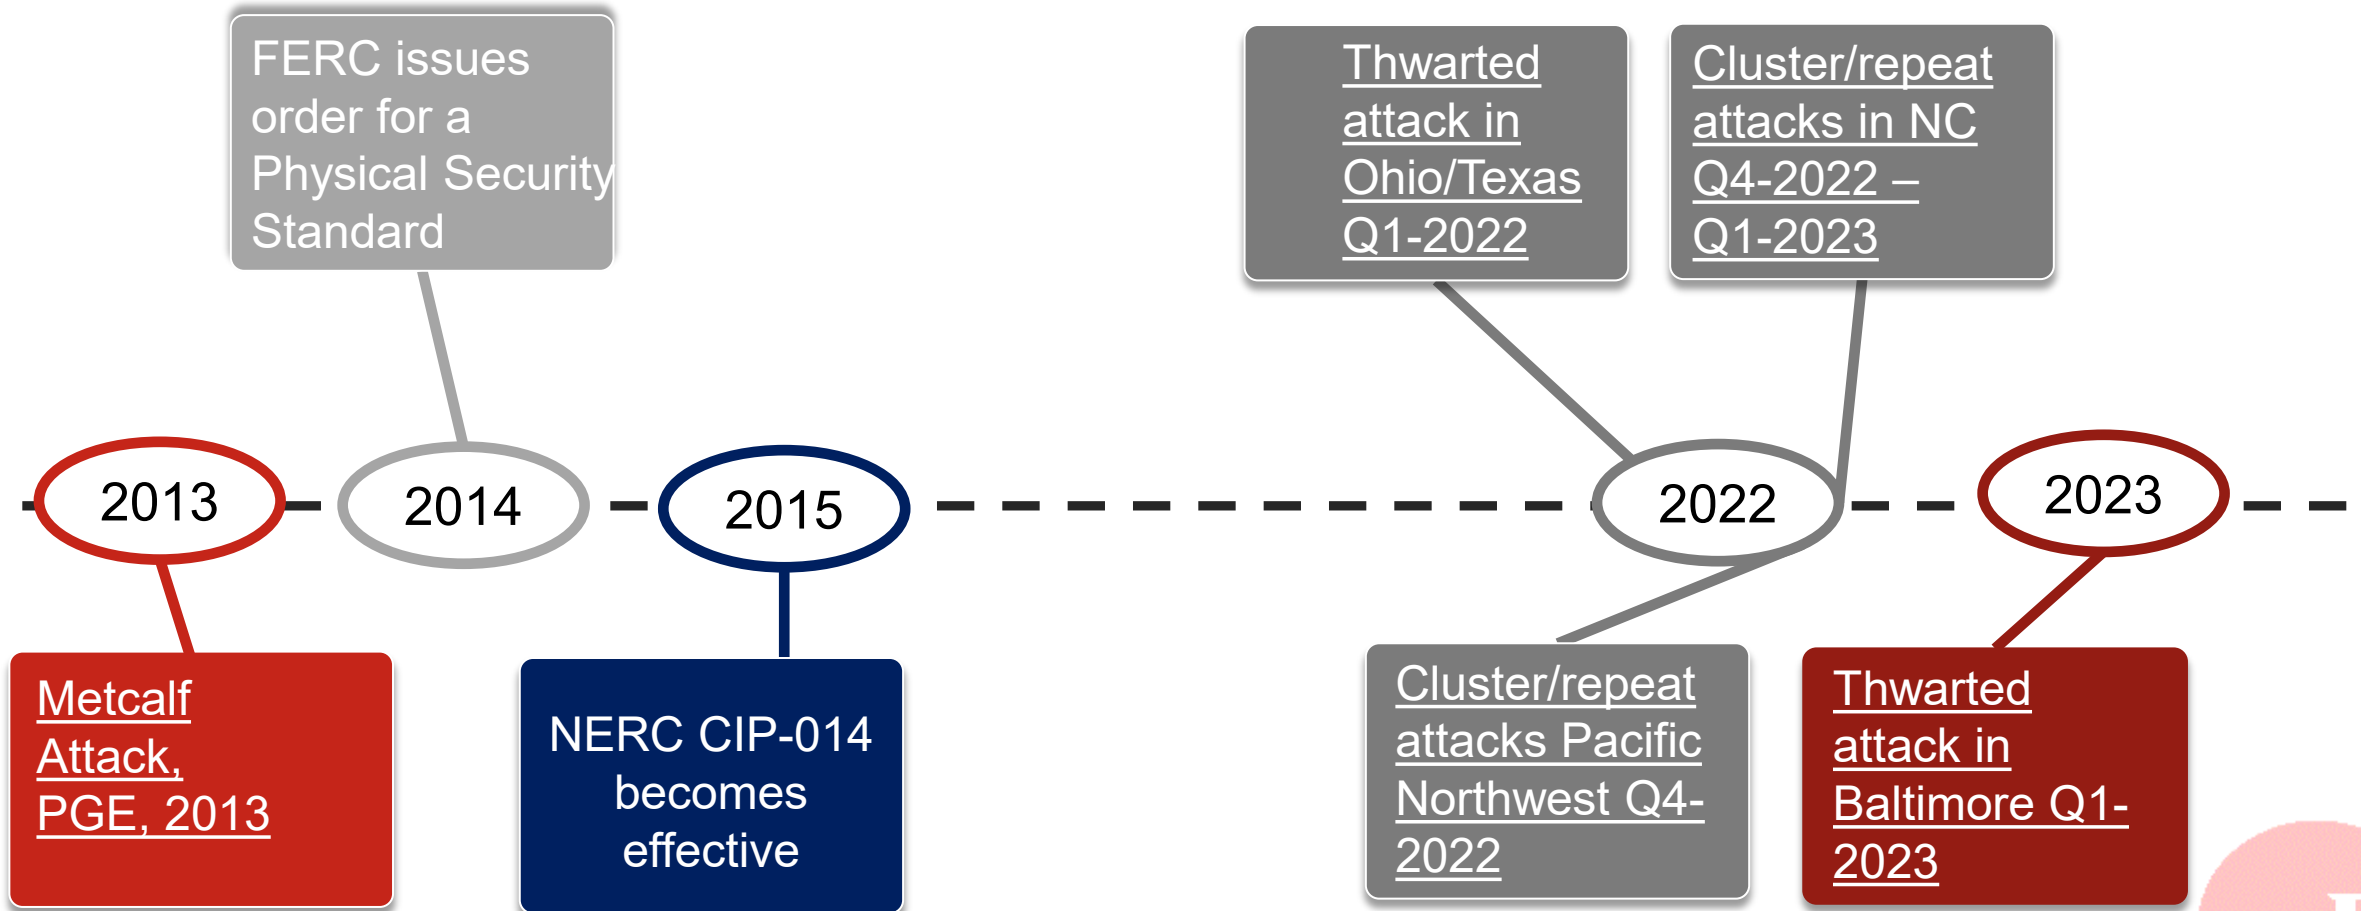 FERC issues
order for a
Physical Security
Standard
Thwarted
attack in
Ohio/Texas
Q1-2022
Cluster/repeat
attacks in NC
Q4-2022 –
Q1-2023
2013
2014
2015
2022
2023
Metcalf
Attack,
PGE, 2013
NERC CIP-014
becomes
effective
Cluster/repeat
attacks Pacific
Northwest Q4-
2022
Thwarted
attack in
Baltimore Q1-
2023